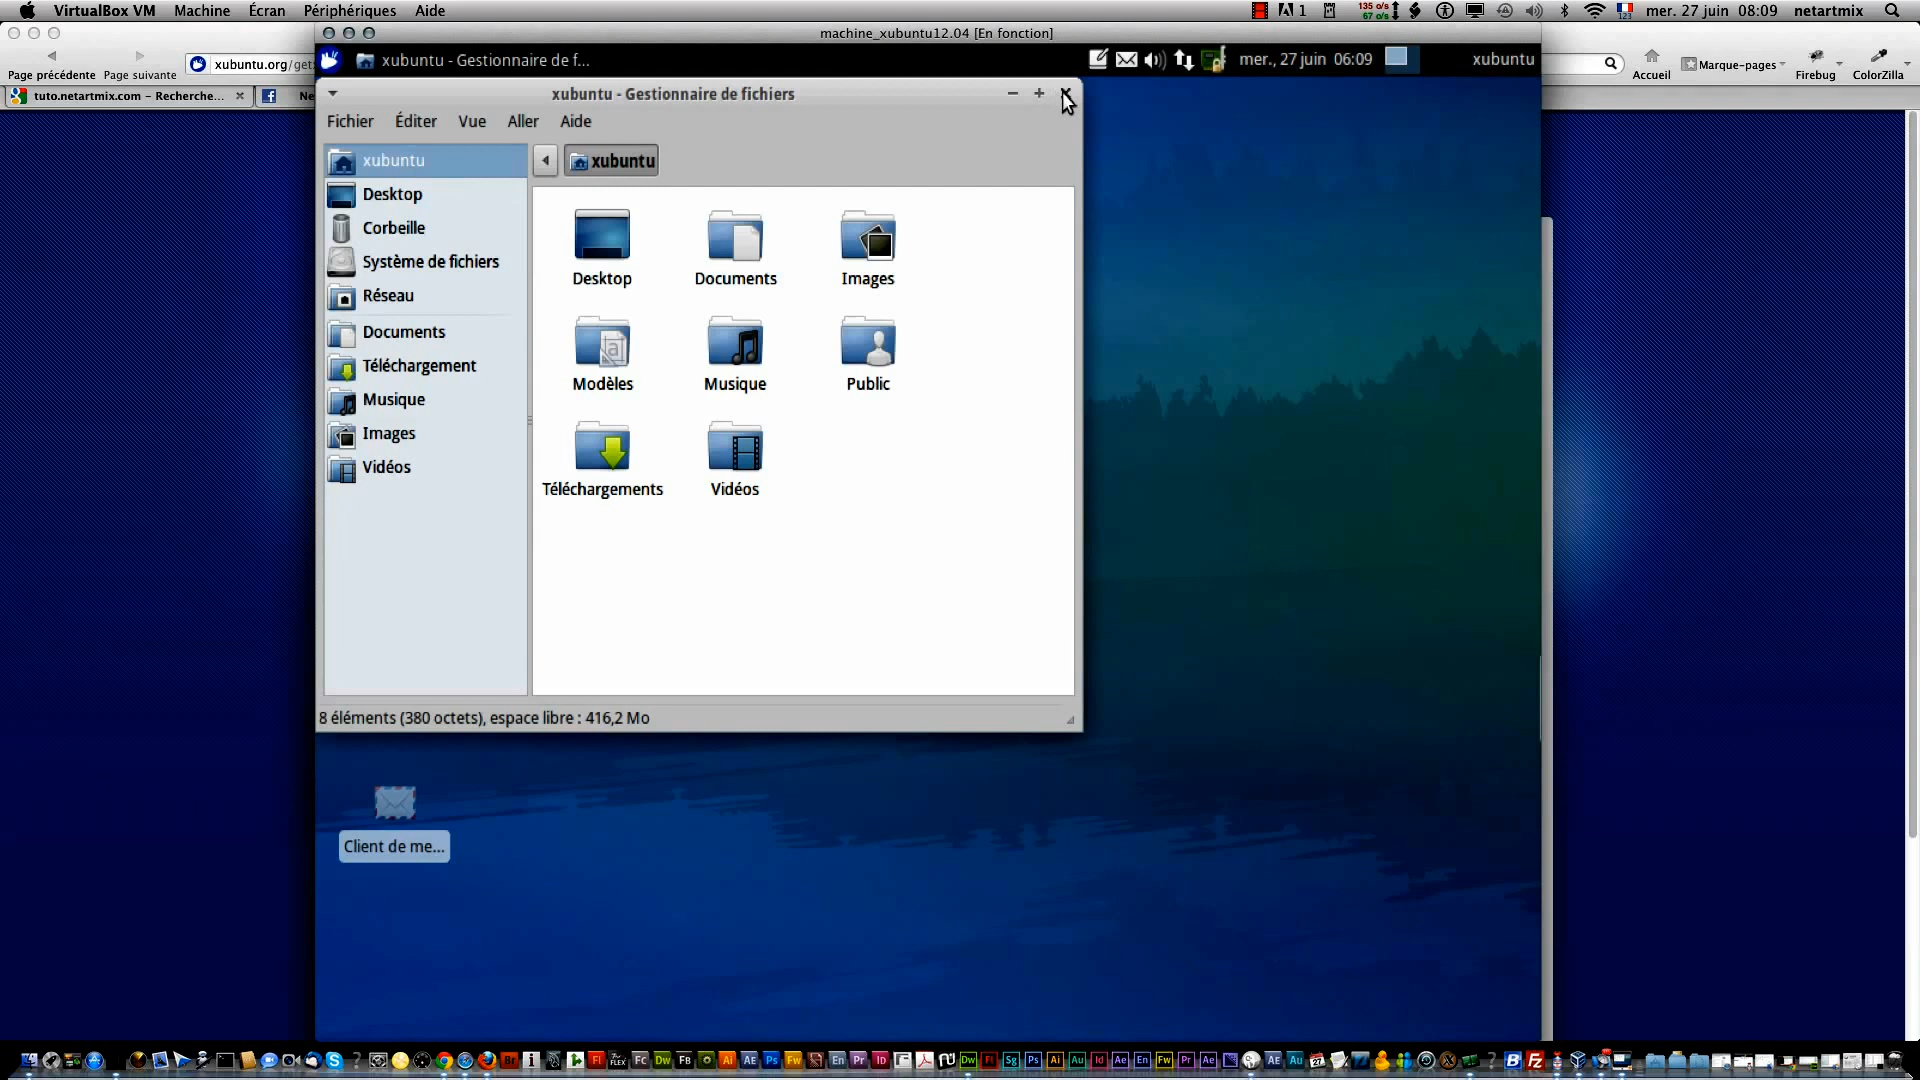 VirtualBox VM Machine Écran Périphériques Aide
1
135 o/s
67 o/s
mer. 27 juin 08:09 netartmix
machine_xubuntu12.04 [En fonction]
Page précédente Page suivante
xubuntu.org/get
Accueil Marque-pages Firebug ColorZilla
tuto.netartmix.com – Recherche...
Ne
xubuntu - Gestionnaire de f...
mer., 27 juin 06:09
xubuntu
xubuntu - Gestionnaire de fichiers
Fichier Éditer Vue Aller Aide
xubuntu
Desktop
Corbeille
Système de fichiers
Réseau
Documents
Téléchargement
Musique
Images
Vidéos
xubuntu
Desktop Documents Images
Modèles Musique Public
Téléchargements Vidéos
8 éléments (380 octets), espace libre : 416,2 Mo
Client de me...